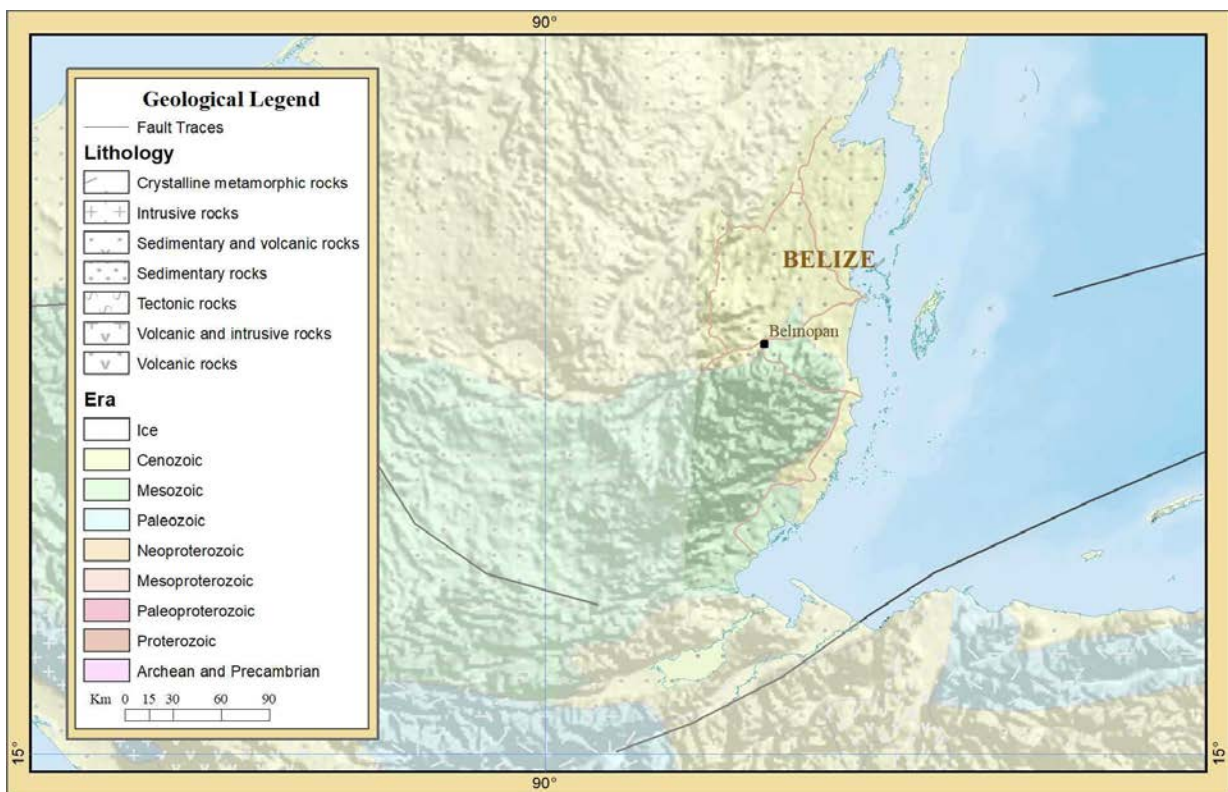 90°
Geological Legend
Fault Traces
Lithology
Crystalline metamorphic rocks
Intrusive rocks
Sedimentary and volcanic rocks
Sedimentary rocks
Tectonic rocks
Volcanic and intrusive rocks
Volcanic rocks
Era
Ice
Cenozoic
Mesozoic
Paleozoic
Neoproterozoic
Mesoproterozoic
Paleoproterozoic
Proterozoic
Archean and Precambrian
Km 0 15 30 60 90
BELIZE
Belmopan
15°
15°
90°